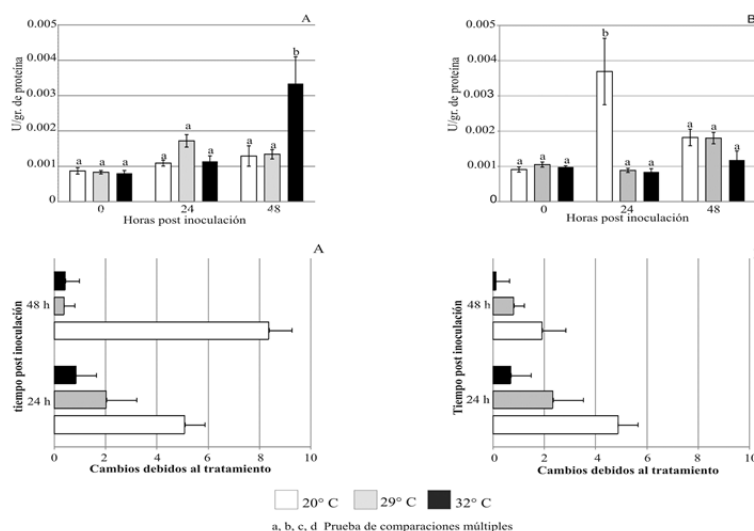 A
0.005
0.004
0.003
0.002
0.001
0
U/gr. de proteína
a a a
a a a
a a b
0 24 48
Horas post inoculación
B
0.005
0.004
0.003
0.002
0.001
0
U/gr. de proteína
a a a
b a a
a a a
0 24 48
Horas post inoculación
A
tiempo post inoculación
48 h
24 h
0 2 4 6 8 10
Cambios debidos al tratamiento
Tiempo post inoculación
48 h
24 h
0 2 4 6 8 10
Cambios debidos al tratamiento
20° C 29° C 32° C
a, b, c, d Prueba de comparaciones múltiples